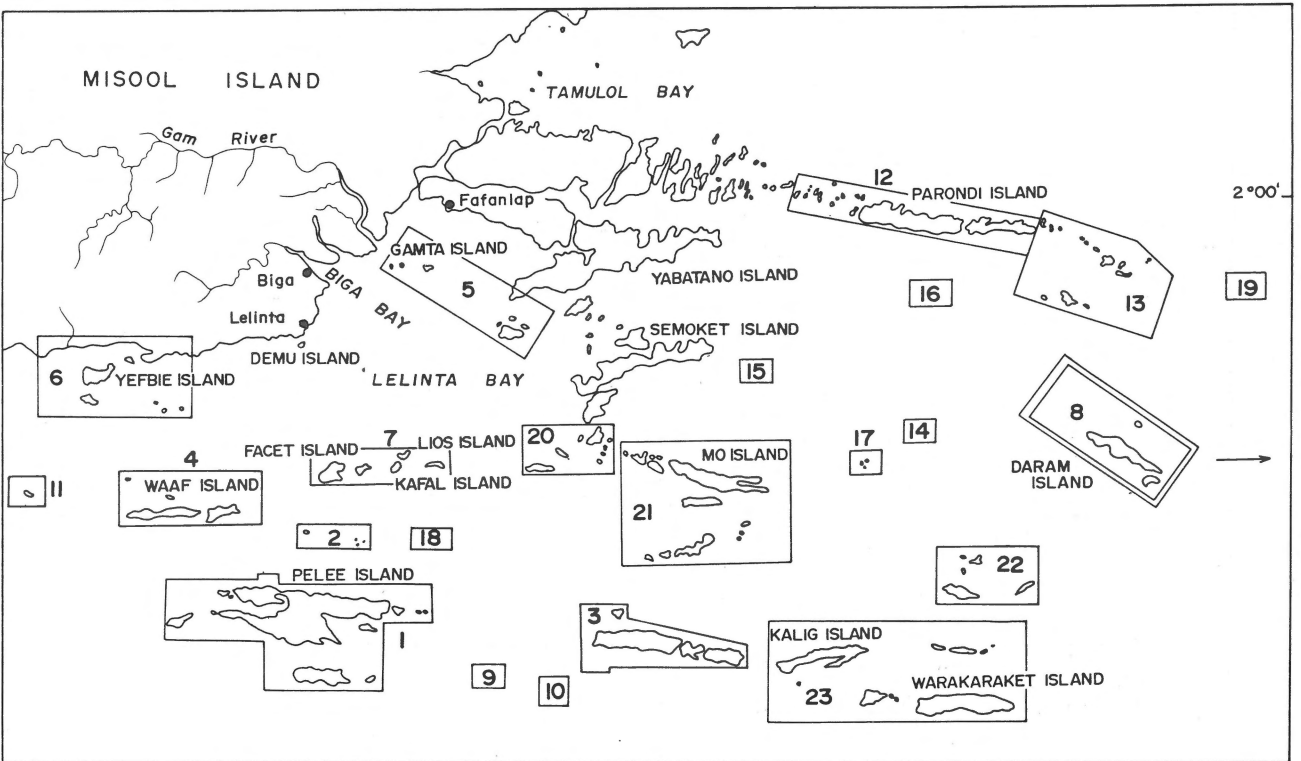 MISOOL ISLAND
TAMULOL BAY
Gam River
Fafanlap
12
PARONDI ISLAND
2°00'
GAMTA ISLAND
Biga
BIGA BAY
5
YABATANO ISLAND
16
13
19
Lelinta
SEMOKET ISLAND
DEMU ISLAND
6
YEFBIE ISLAND
LELINTA BAY
15
8
7
FACET ISLAND
LIOS ISLAND
20
17
14
4
MO ISLAND
DARAM
ISLAND
WAAF ISLAND
KAFAL ISLAND
11
21
2
18
22
PELEE ISLAND
3
1
KALIG ISLAND
9
10
23
WARAKARAKET ISLAND